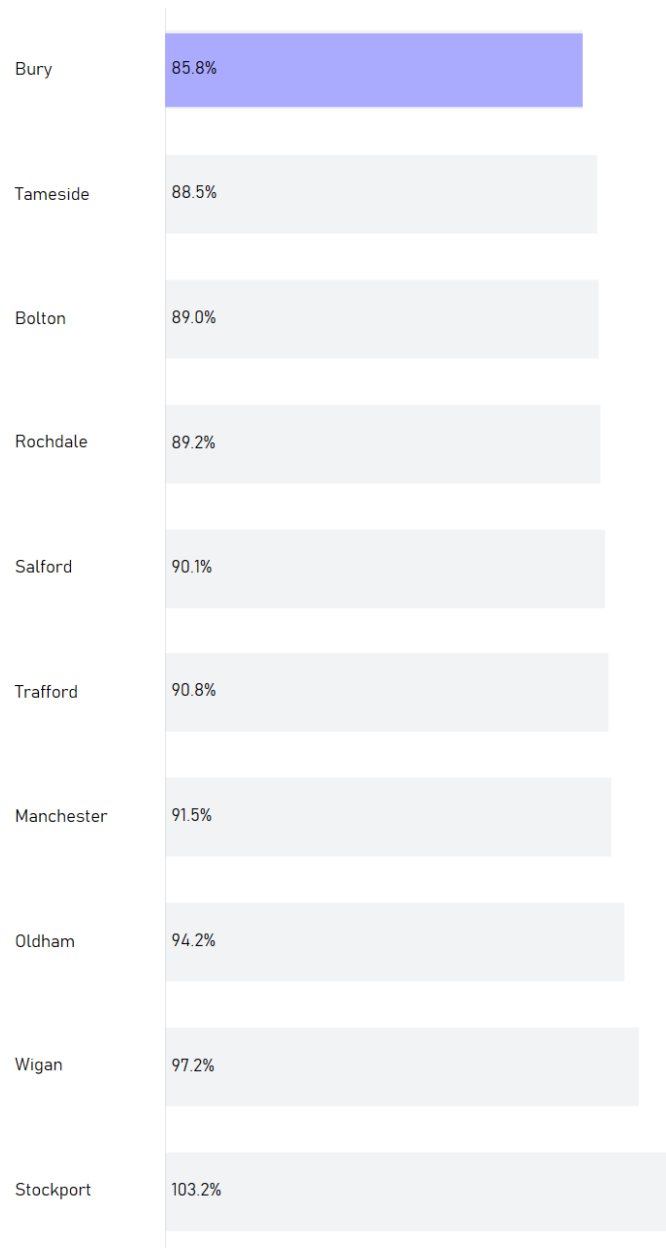 Bury 85.8%
Tameside 88.5%
Bolton 89.0%
Rochdale 89.2%
Salford 90.1%
Trafford 90.8%
Manchester 91.5%
Oldham 94.2%
Wigan 97.2%
Stockport 103.2%